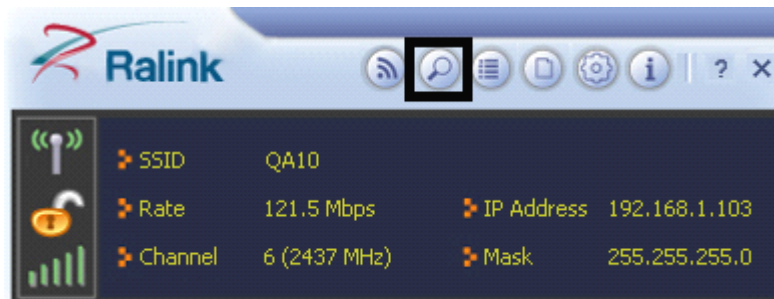 Ralink
i ? ×
SSID QA10
Rate 121.5 Mbps IP Address 192.168.1.103
Channel 6 (2437 MHz) Mask 255.255.255.0